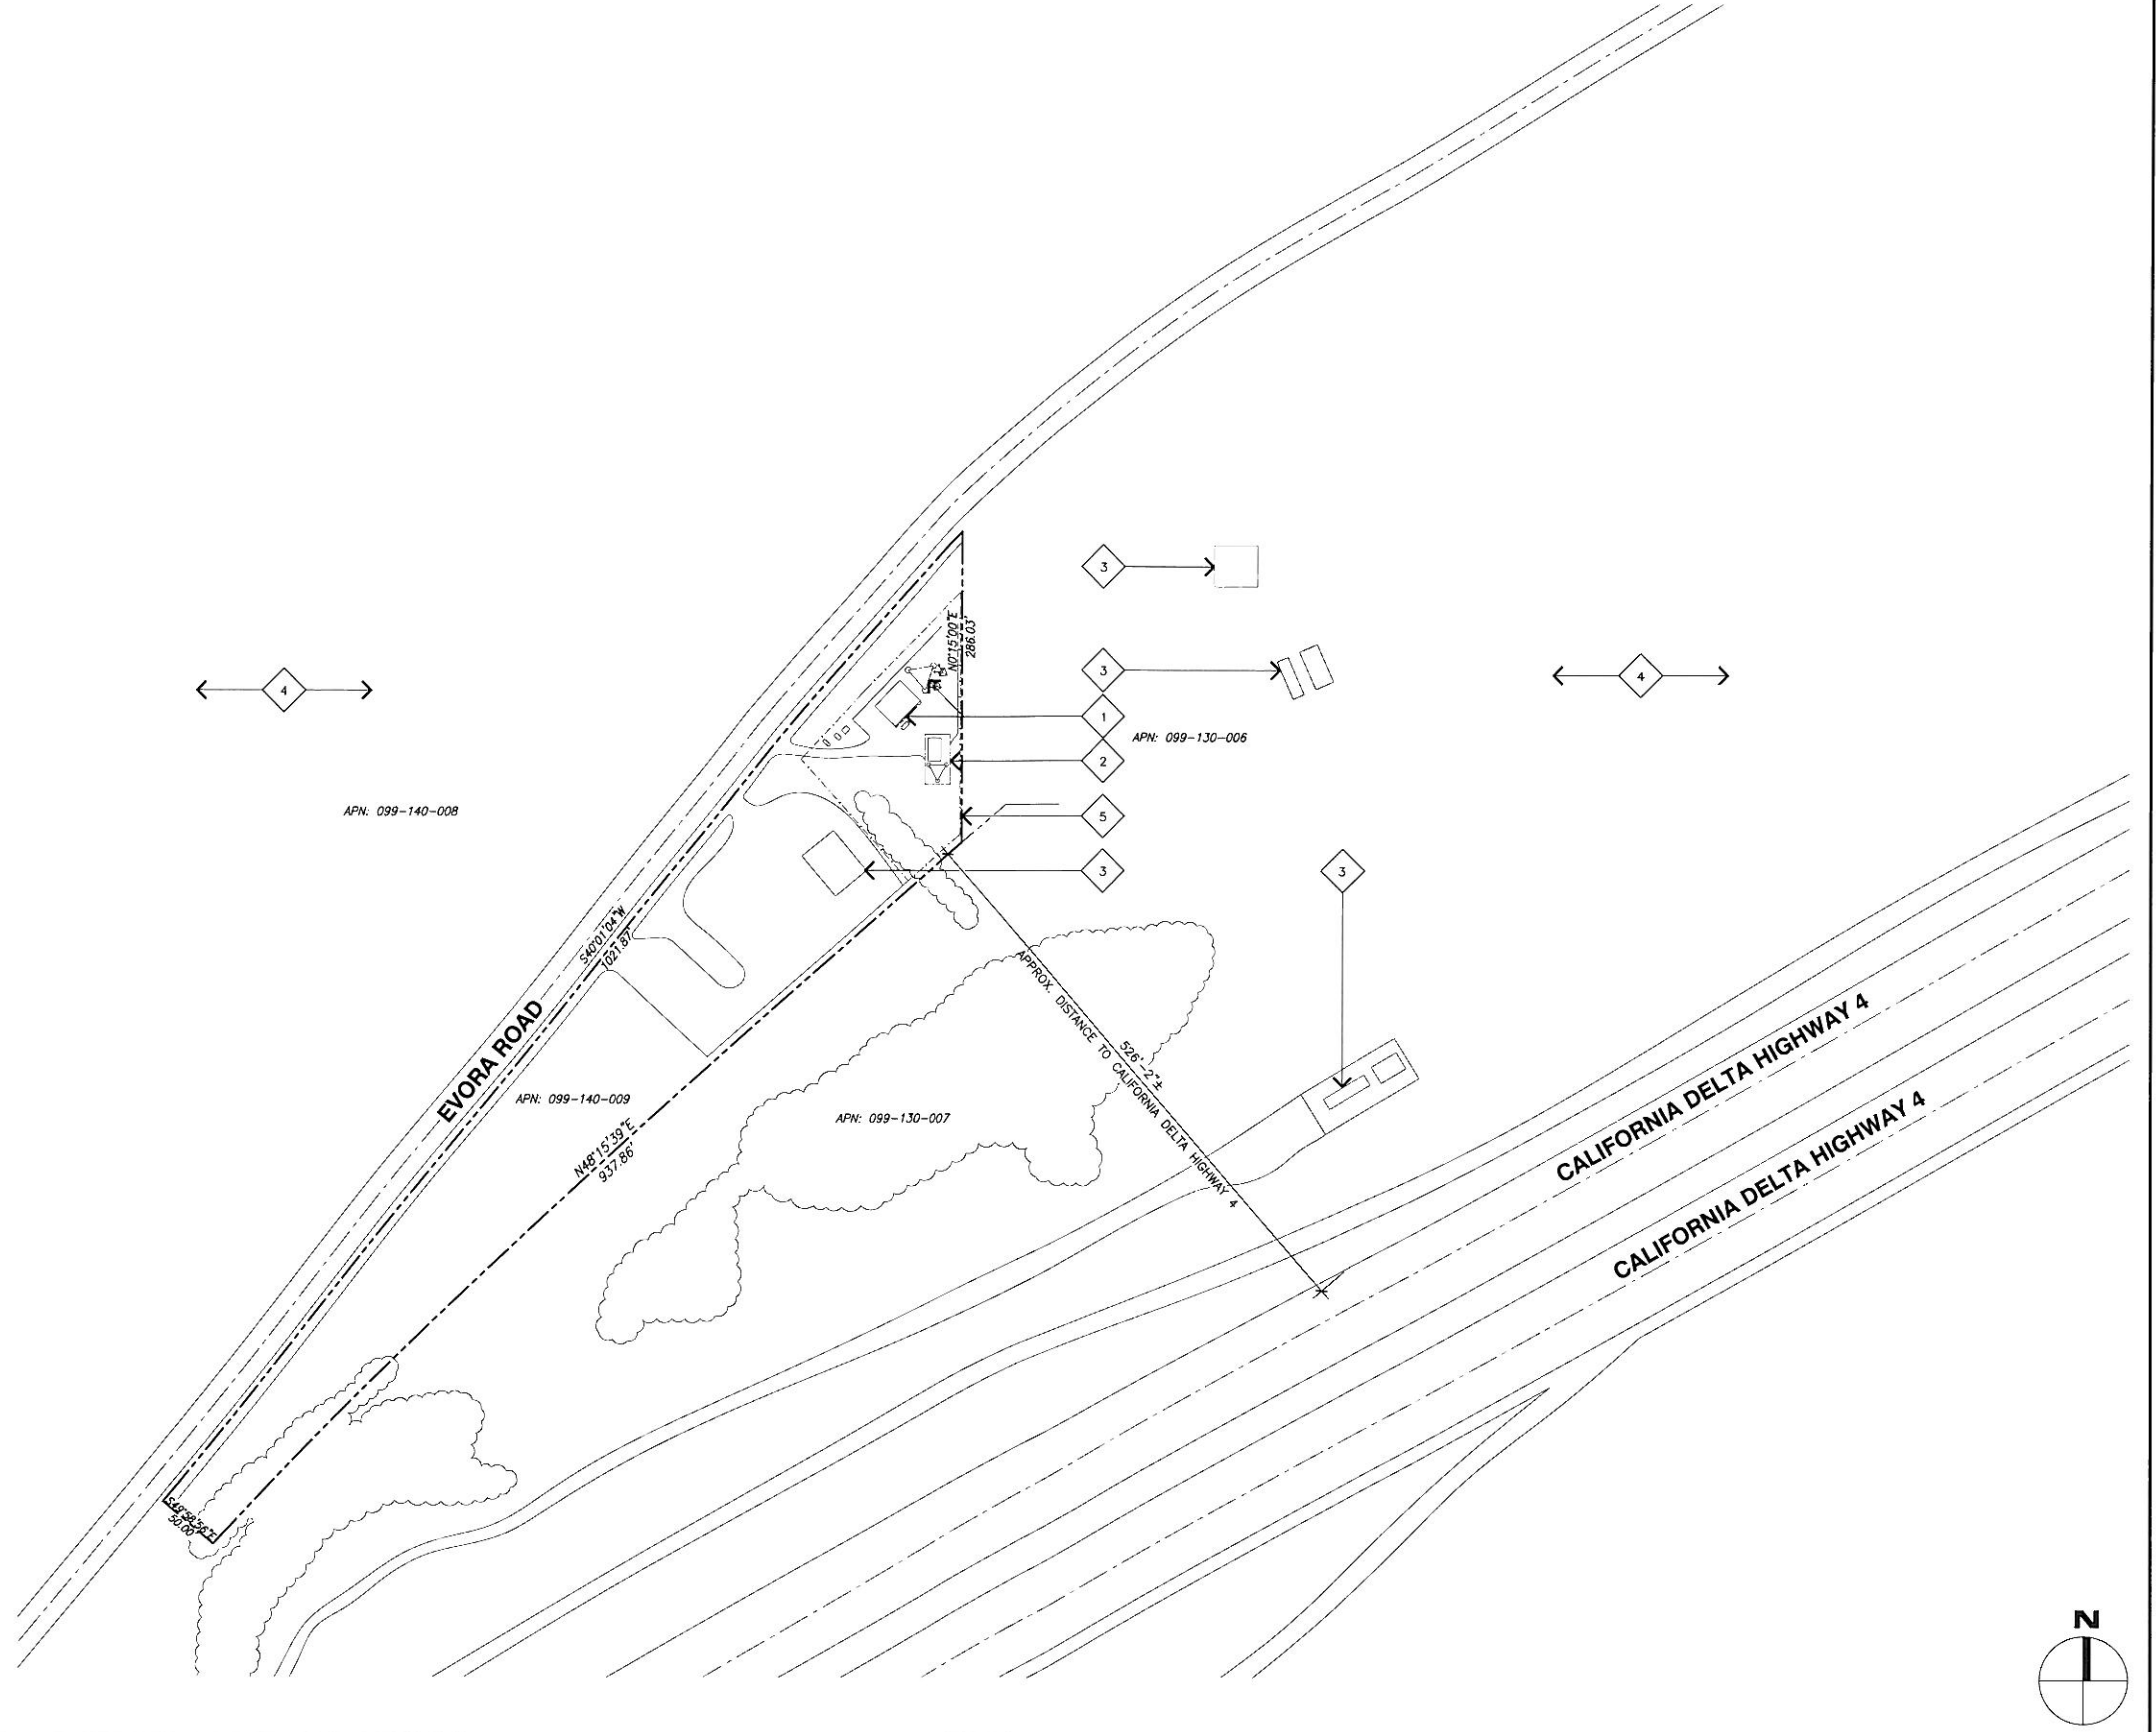 3
N0°15'00"E
286.03'
3
4
4
1
APN: 099-130-006
2
APN: 099-140-008
5
3
3
S40°01'04"W
1021.87'
EVORA ROAD
APPROX. DISTANCE TO CALIFORNIA DELTA HIGHWAY 4
526'-2"±
CALIFORNIA DELTA HIGHWAY 4
CALIFORNIA DELTA HIGHWAY 4
APN: 099-140-009
APN: 099-130-007
N48°15'39"E
937.86'
S49°58'56"E
50.00'
N